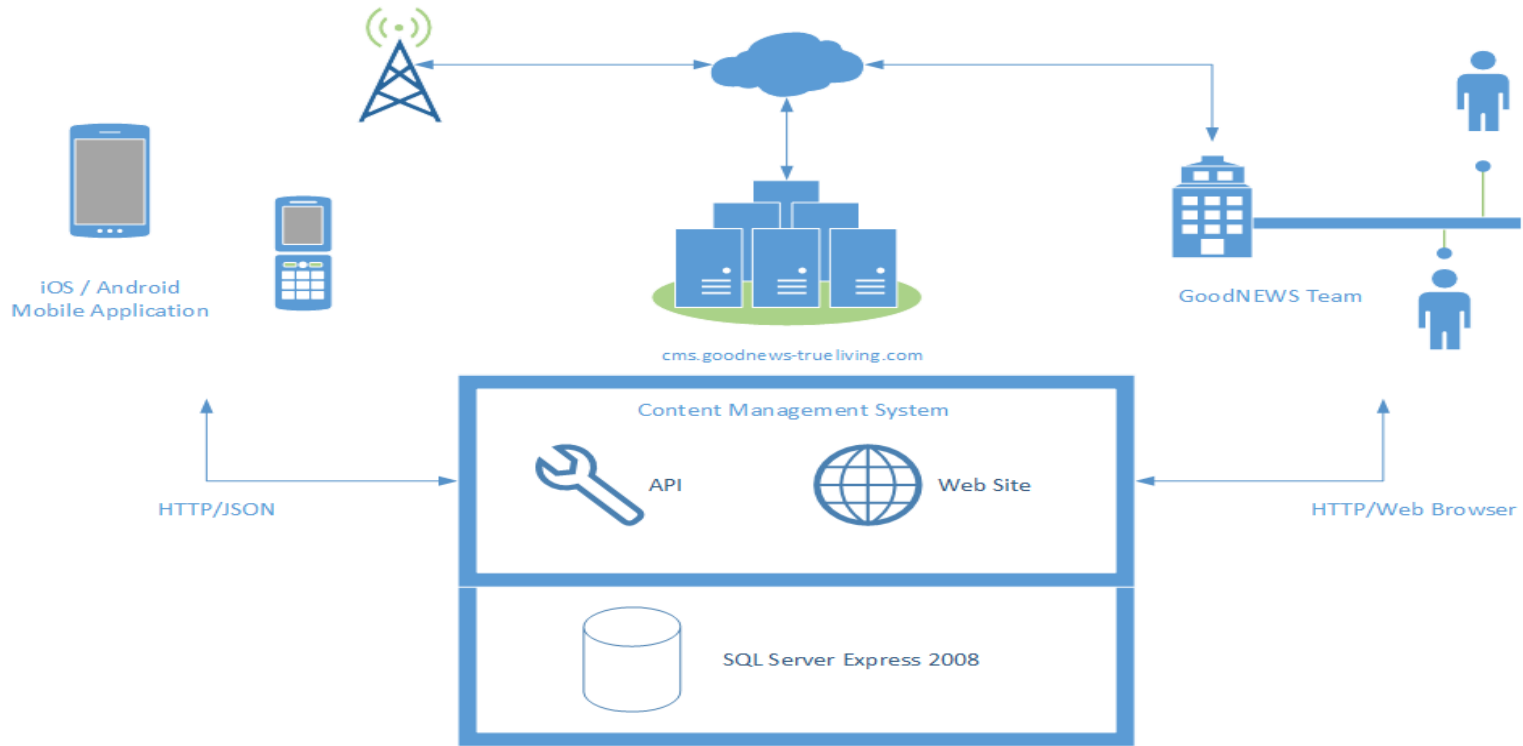 iOS / Android
Mobile Application
GoodNEWS Team
cms.goodnews-trueliving.com
Content Management System
API
Web Site
HTTP/JSON
HTTP/Web Browser
SQL Server Express 2008